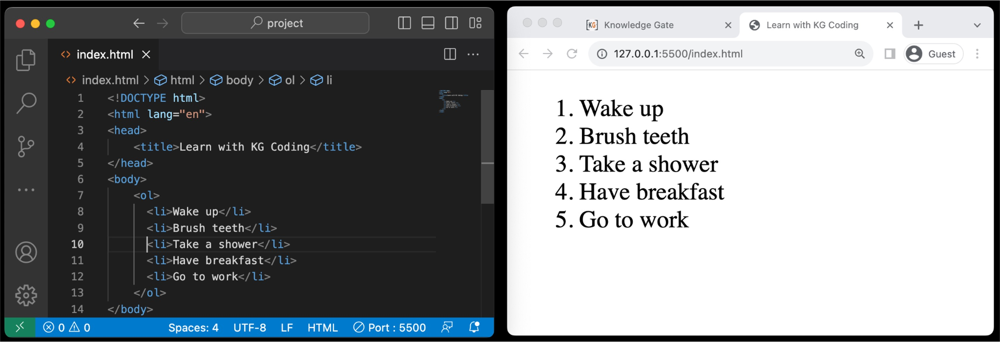 project
index.html
index.html > html > body > ol > li
1 <!DOCTYPE html>
2 <html lang="en">
3 <head>
4 <title>Learn with KG Coding</title>
5 </head>
6 <body>
7 <ol>
8 <li>Wake up</li>
9 <li>Brush teeth</li>
10 <li>Take a shower</li>
11 <li>Have breakfast</li>
12 <li>Go to work</li>
13 </ol>
14 </body>
0 0 Spaces: 4 UTF-8 LF HTML Port : 5500
KG Knowledge Gate Learn with KG Coding
127.0.0.1:5500/index.html Guest
1. Wake up
2. Brush teeth
3. Take a shower
4. Have breakfast
5. Go to work